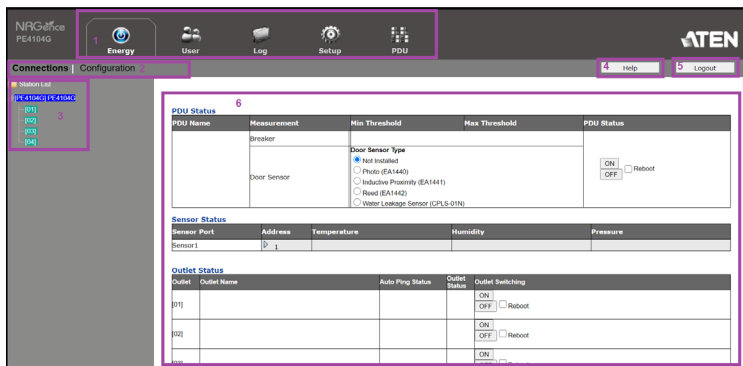 NRGence
PE4104G
1
Energy
User
Log
Setup
PDU
ATEN
Connections | Configuration 2
4 Help
5 Logout
Station List
[PE4104G] PE4104G
[01]
[02]
[03]
[04]
3
6
PDU Status
PDU Name Measurement Min Threshold Max Threshold PDU Status
Breaker
Door Sensor
Door Sensor Type
Not Installed
Photo (EA1440)
Inductive Proximity (EA1441)
Reed (EA1442)
Water Leakage Sensor (CPLS-01N)
ON
OFF Reboot
Sensor Status
Sensor Port Address Temperature Humidity Pressure
Sensor1 1
Outlet Status
Outlet Outlet Name Auto Ping Status Outlet Status Outlet Switching
[01]
ON
OFF Reboot
[02]
ON
OFF Reboot
ON